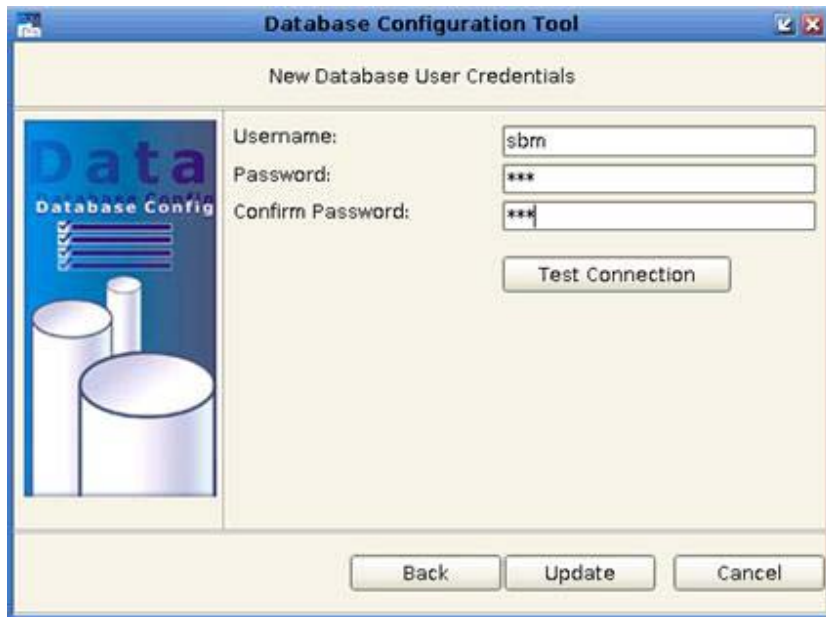 Database Configuration Tool
New Database User Credentials
Data
Database Config
Username:
sbm
Password:
***
Confirm Password:
***
Test Connection
Back
Update
Cancel